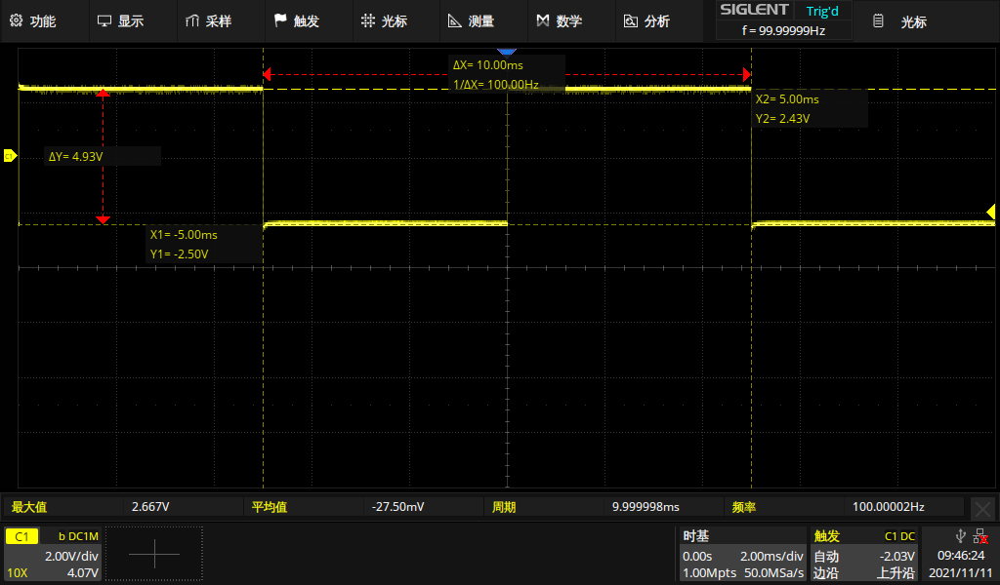 功能 显示 采样 触发 光标 测量 数学 分析 SIGLENT Trig'd 光标
f = 99.99999Hz
ΔX= 10.00ms
1/ΔX= 100.00Hz
X2= 5.00ms
Y2= 2.43V
C1
ΔY= 4.93V
X1= -5.00ms
Y1= -2.50V
最大值 2.667V 平均值 -27.50mV 周期 9.999998ms 频率 100.00002Hz
C1 b DC1M
2.00V/div
10X 4.07V
时基
0.00s 2.00ms/div
1.00Mpts 50.0MSa/s
触发 C1 DC
自动 -2.03V
边沿 上升沿
09:46:24
2021/11/11